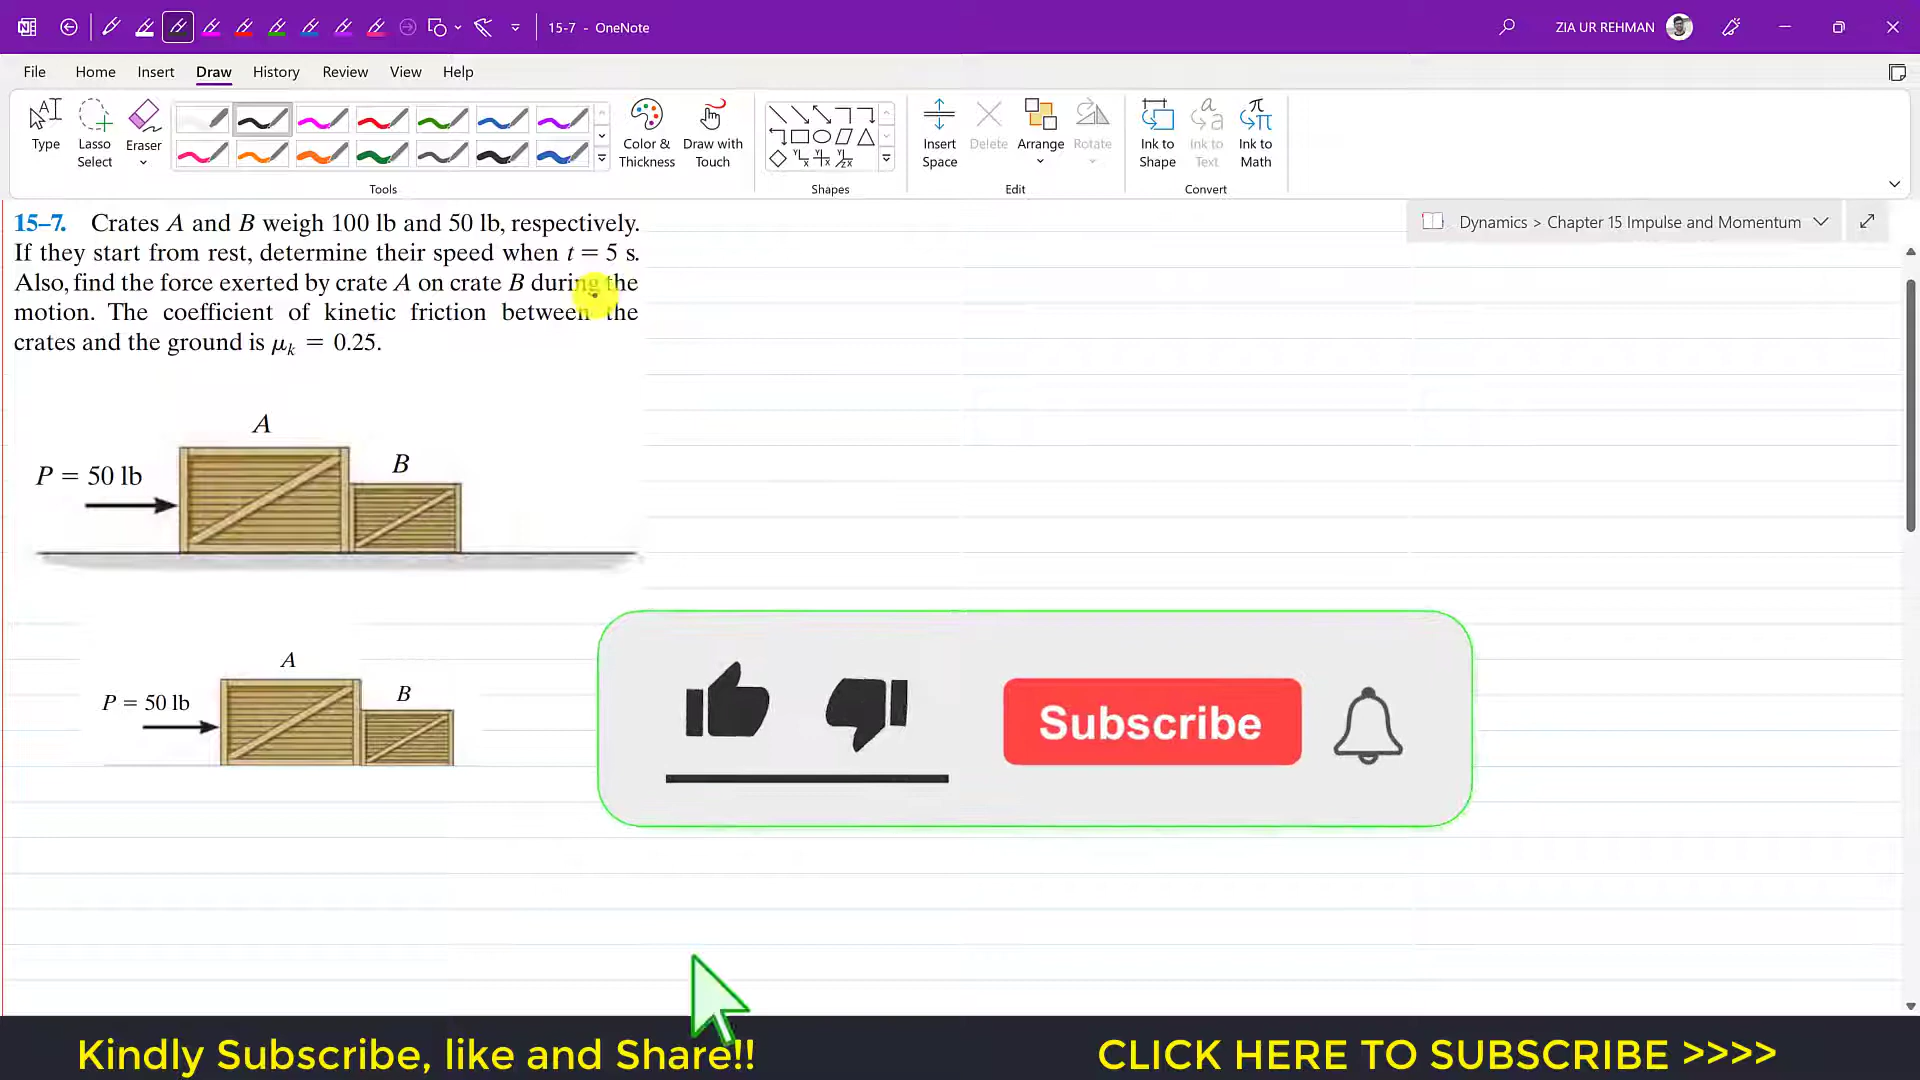 15-7 - OneNote
ZIA UR REHMAN
File Home Insert Draw History Review View Help
Type
Lasso Select
Eraser
Color & Thickness
Draw with Touch
Insert Space
Delete
Arrange
Rotate
Ink to Shape
Ink to Text
Ink to Math
Tools
Shapes
Edit
Convert
Dynamics > Chapter 15 Impulse and Momentum
15–7. Crates A and B weigh 100 lb and 50 lb, respectively.
If they start from rest, determine their speed when t = 5 s.
Also, find the force exerted by crate A on crate B during the
motion. The coefficient of kinetic friction between the
crates and the ground is μk = 0.25.
A
B
P = 50 lb
A
B
P = 50 lb
Subscribe
Kindly Subscribe, like and Share!!
CLICK HERE TO SUBSCRIBE >>>>